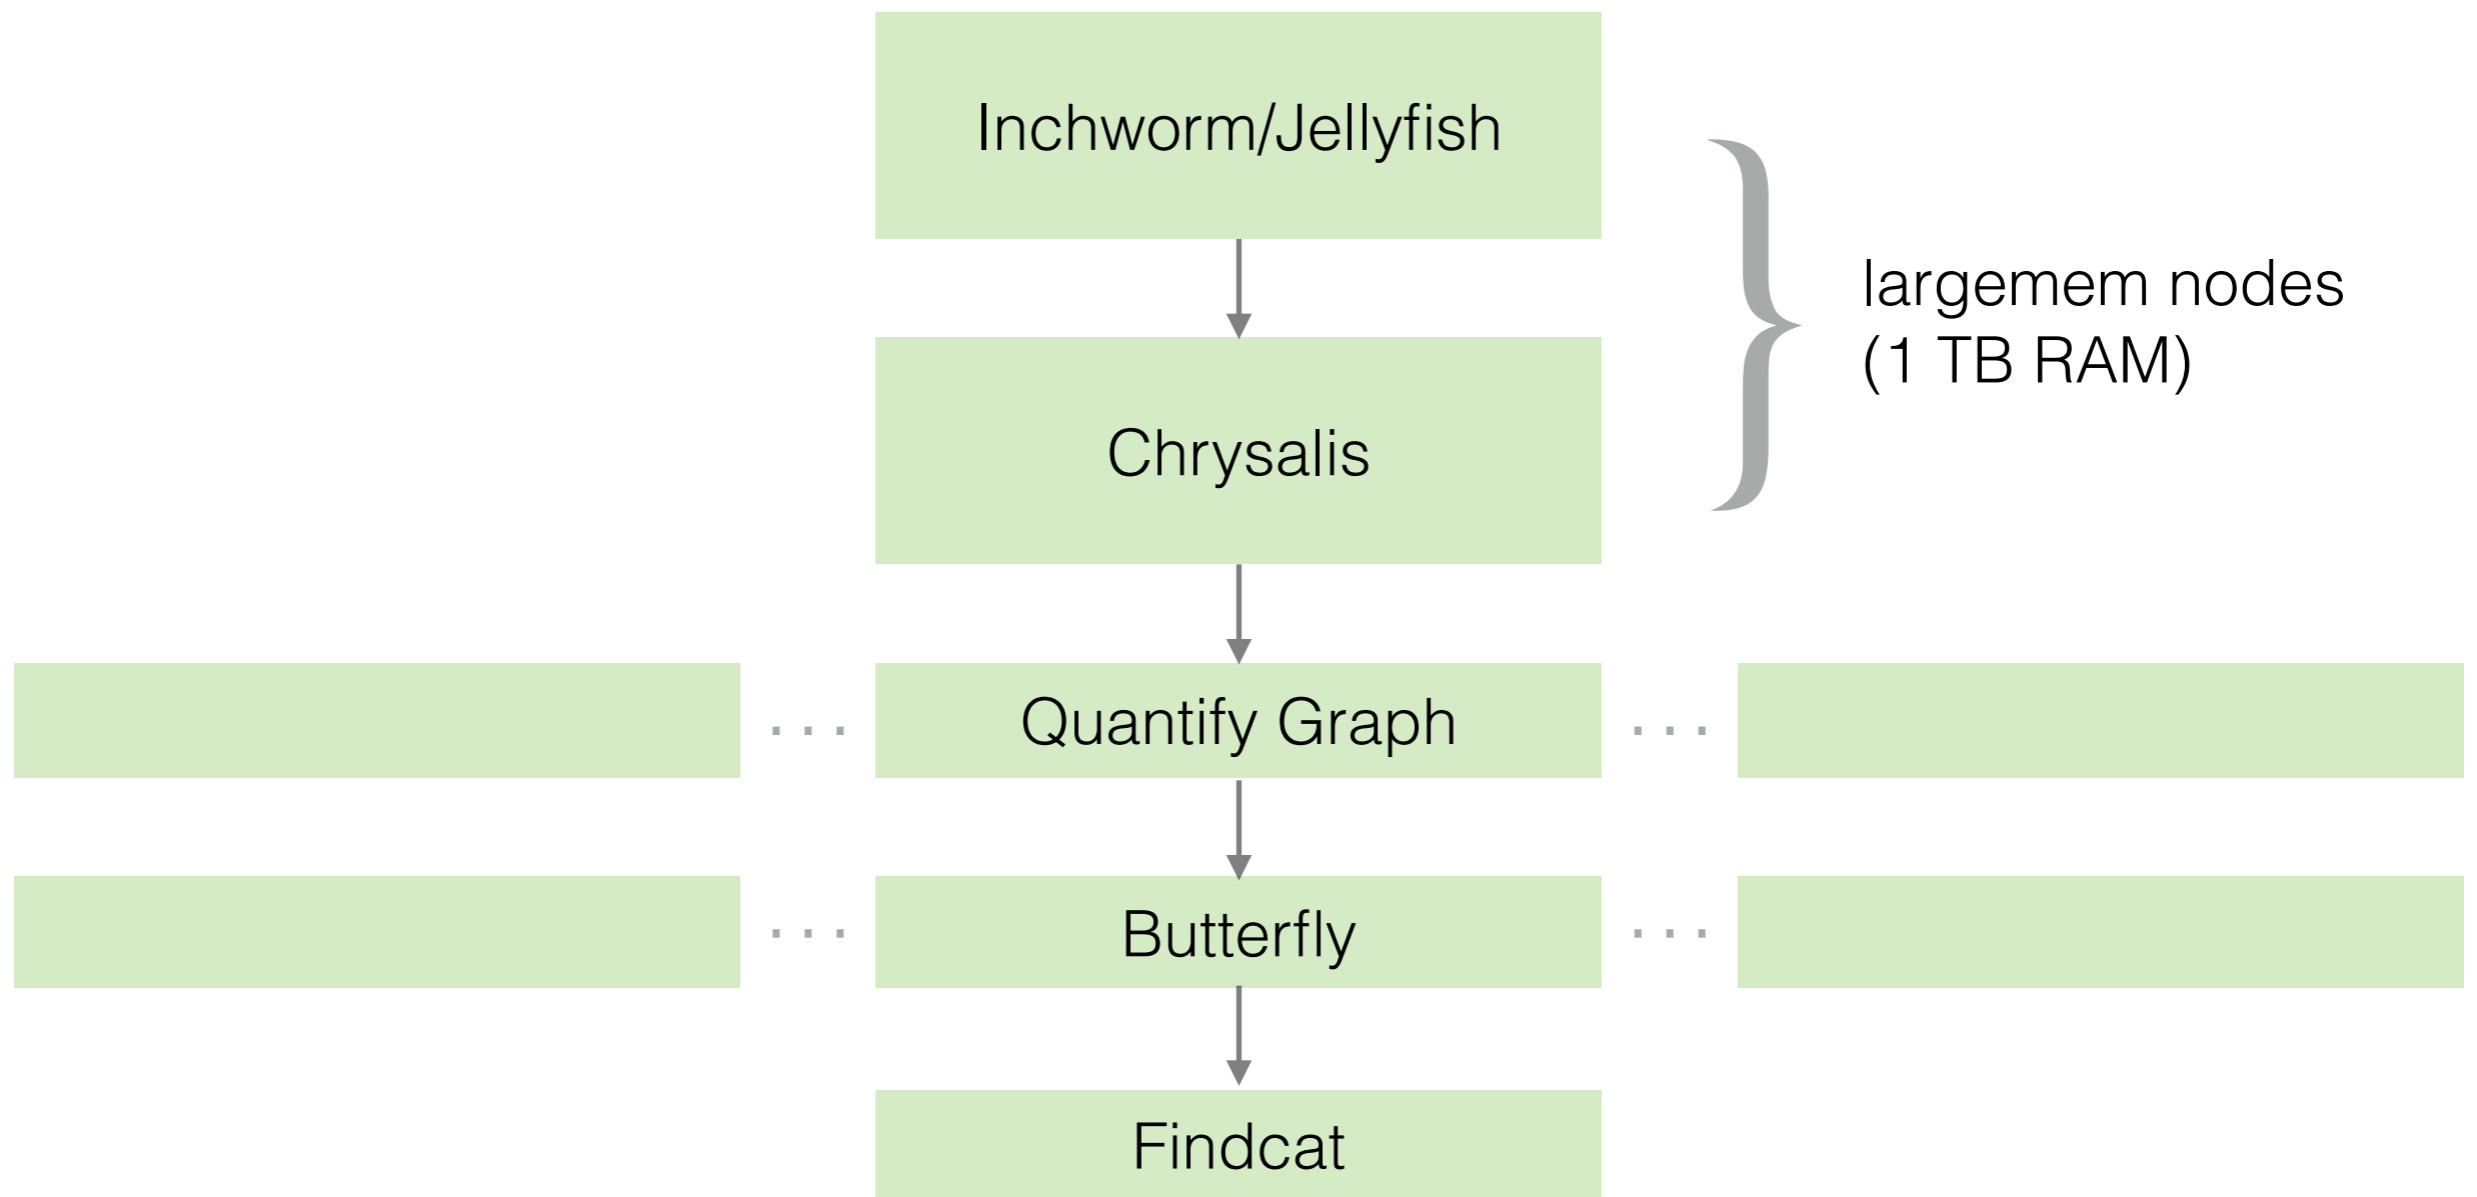 Inchworm/Jellyfish
largemem nodes
(1 TB RAM)
Chrysalis
Quantify Graph
Butterfly
Findcat